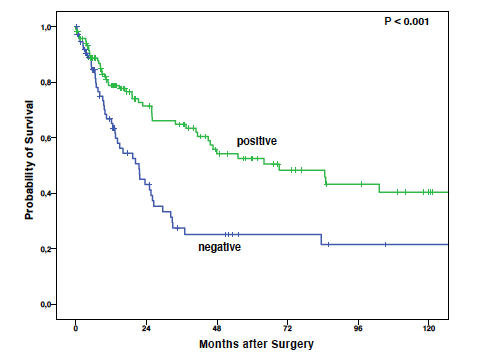 P < 0.001
1,0
0,8
0,6
0,4
0,2
0,0
Probability of Survival
positive
negative
0 24 48 72 96 120
Months after Surgery